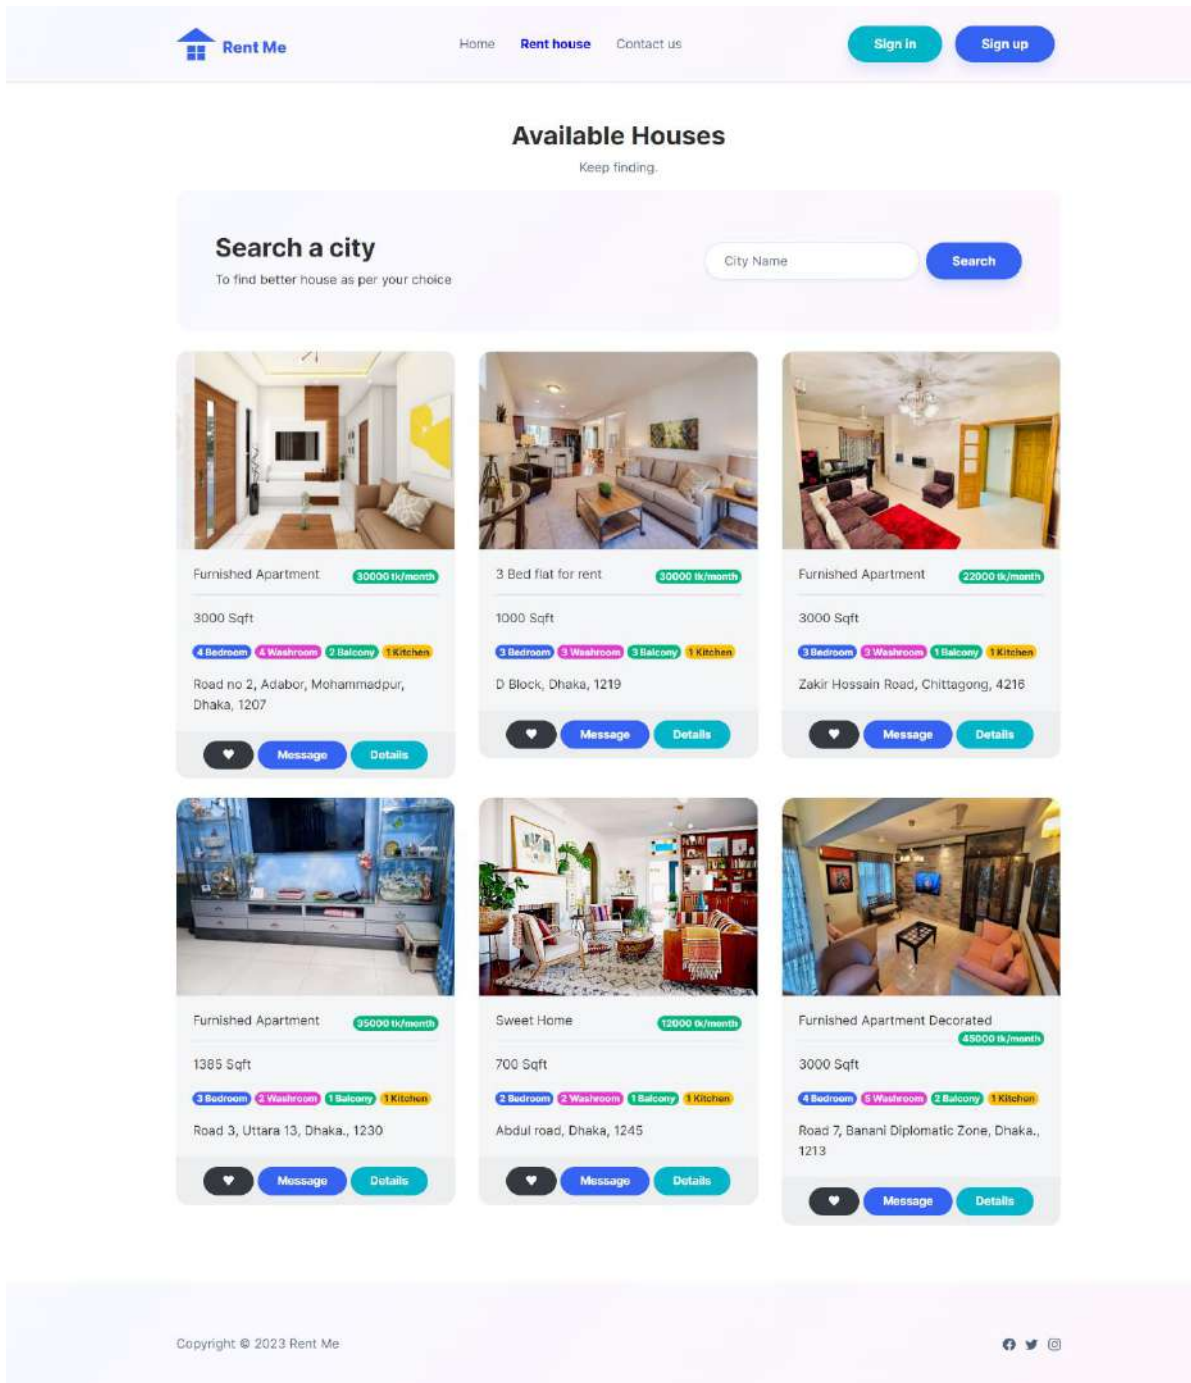 Rent Me
Home Rent house Contact us
Sign in Sign up
Available Houses
Keep finding.
Search a city
To find better house as per your choice
City Name Search
Furnished Apartment 30000 tk/month
3000 Sqft
4 Bedroom 4 Washroom 2 Balcony 1 Kitchen
Road no 2, Adabor, Mohammadpur,
Dhaka, 1207
Message Details
3 Bed flat for rent 30000 tk/month
1000 Sqft
3 Bedroom 3 Washroom 3 Balcony 1 Kitchen
D Block, Dhaka, 1219
Message Details
Furnished Apartment 22000 tk/month
3000 Sqft
3 Bedroom 3 Washroom 1 Balcony 1 Kitchen
Zakir Hossain Road, Chittagong, 4216
Message Details
Furnished Apartment 35000 tk/month
1385 Sqft
3 Bedroom 2 Washroom 1 Balcony 1 Kitchen
Road 3, Uttara 13, Dhaka., 1230
Message Details
Sweet Home 12000 tk/month
700 Sqft
2 Bedroom 2 Washroom 1 Balcony 1 Kitchen
Abdul road, Dhaka, 1245
Message Details
Furnished Apartment Decorated
45000 tk/month
3000 Sqft
4 Bedroom 5 Washroom 2 Balcony 1 Kitchen
Road 7, Banani Diplomatic Zone, Dhaka.,
1213
Message Details
Copyright © 2023 Rent Me